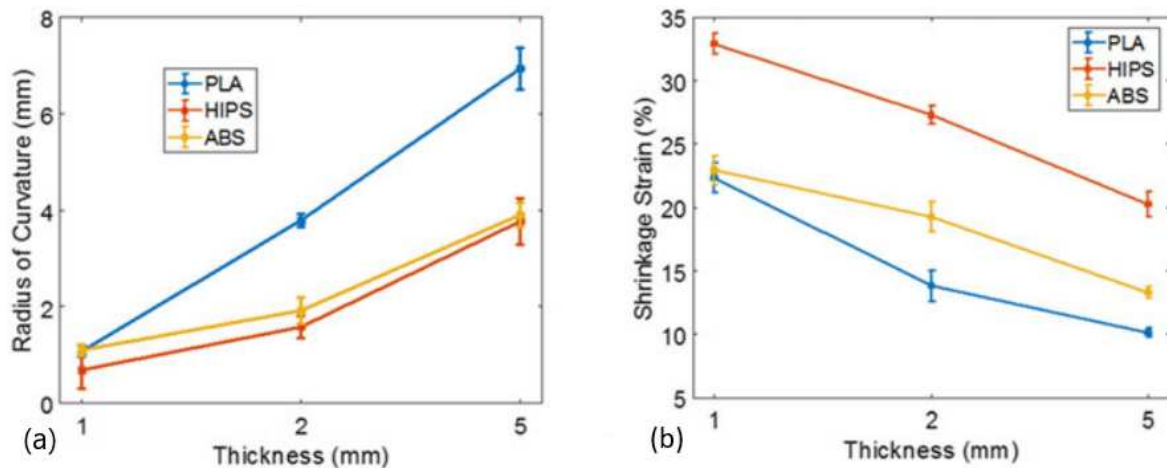 8
6
4
2
0
Radius of Curvature (mm)
PLA
HIPS
ABS
1
2
5
Thickness (mm)
(a)
35
30
25
20
15
10
5
Shrinkage Strain (%)
PLA
HIPS
ABS
1
2
5
Thickness (mm)
(b)